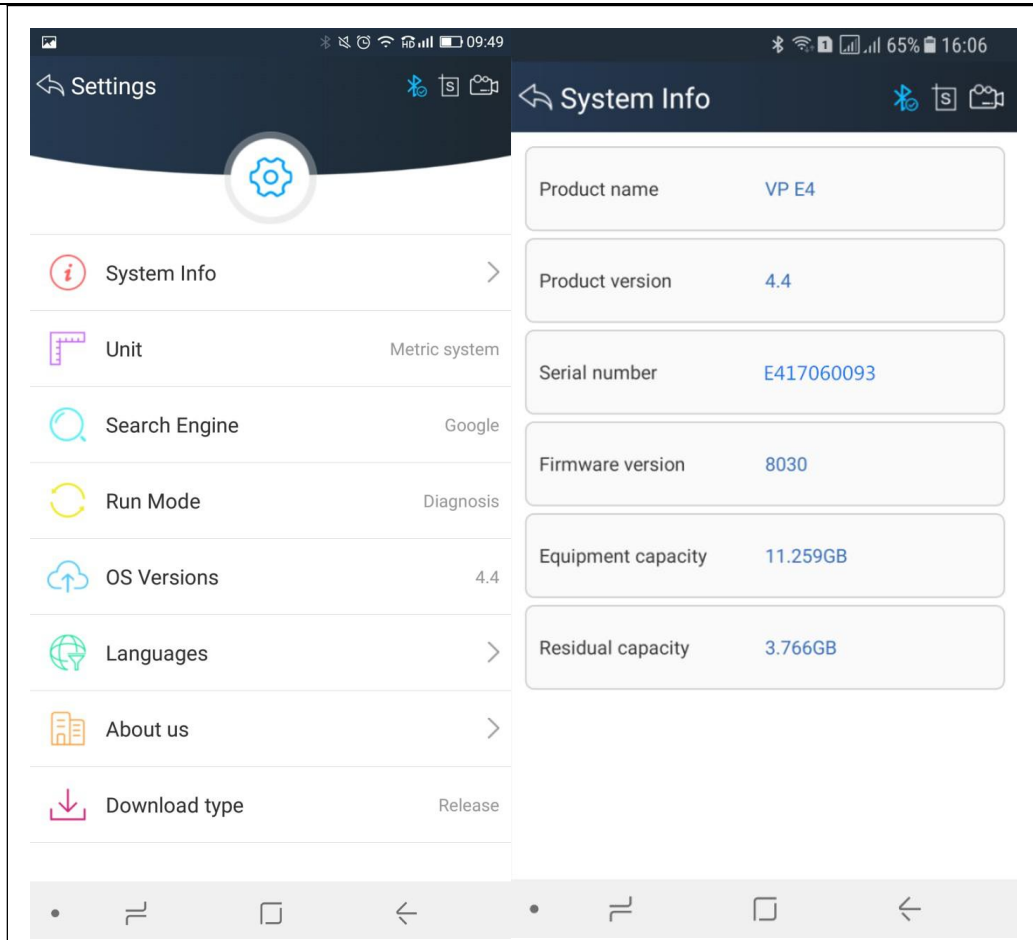 09:49
Settings
System Info
Unit Metric system
Search Engine Google
Run Mode Diagnosis
OS Versions 4.4
Languages
About us
Download type Release
1 65% 16:06
System Info
Product name VP E4
Product version 4.4
Serial number E417060093
Firmware version 8030
Equipment capacity 11.259GB
Residual capacity 3.766GB